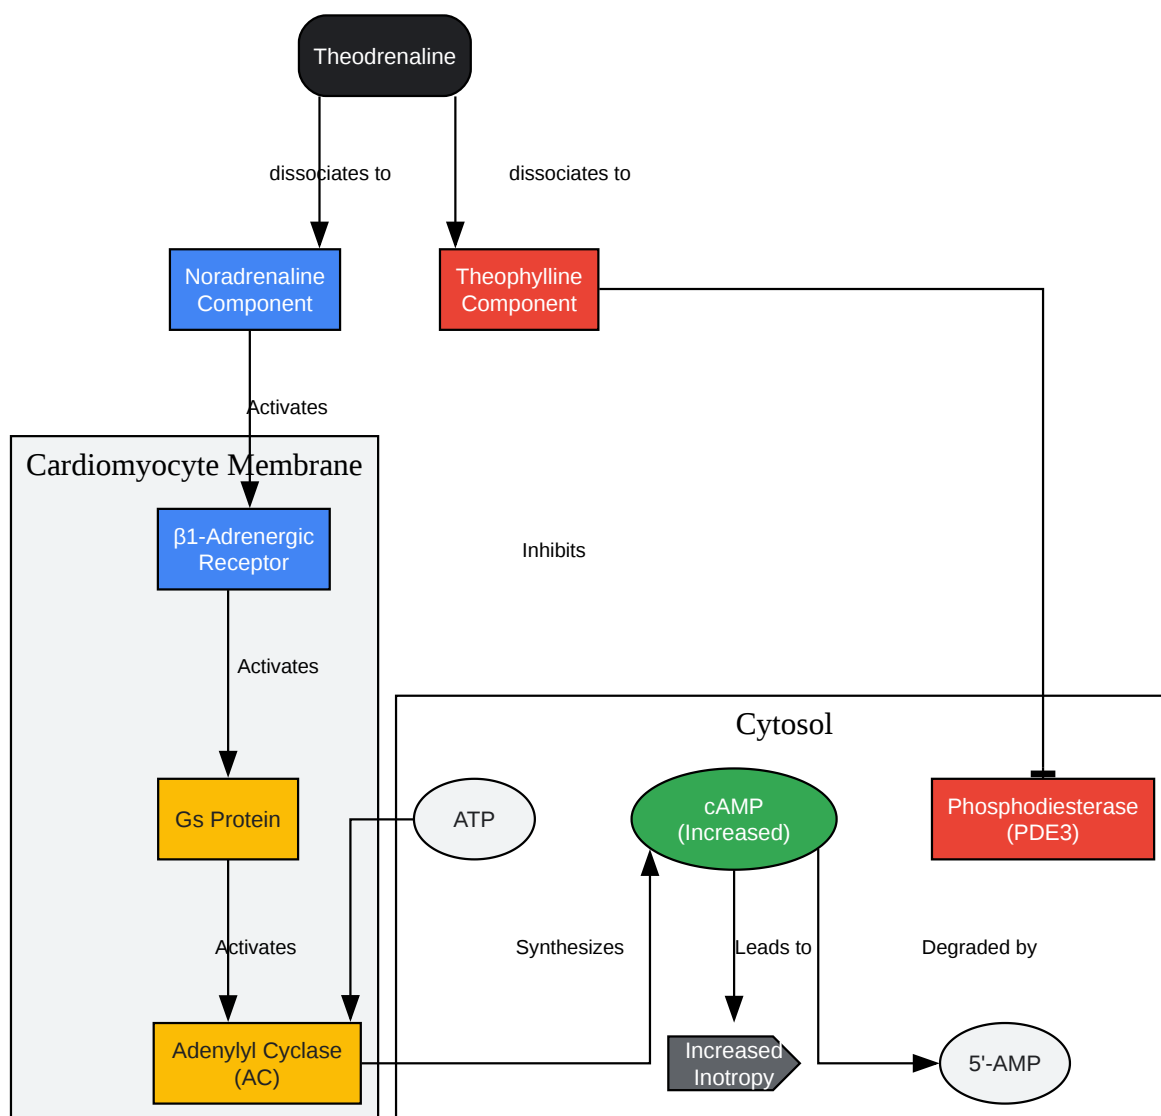 Theodrenaline
dissociates to
dissociates to
Noradrenaline
Component
Theophylline
Component
Activates
Cardiomyocyte Membrane
β1-Adrenergic
Receptor
Inhibits
Activates
Cytosol
Gs Protein
ATP
cAMP
(Increased)
Phosphodiesterase
(PDE3)
Activates
Synthesizes
Leads to
Degraded by
Adenylyl Cyclase
(AC)
Increased
Inotropy
5'-AMP